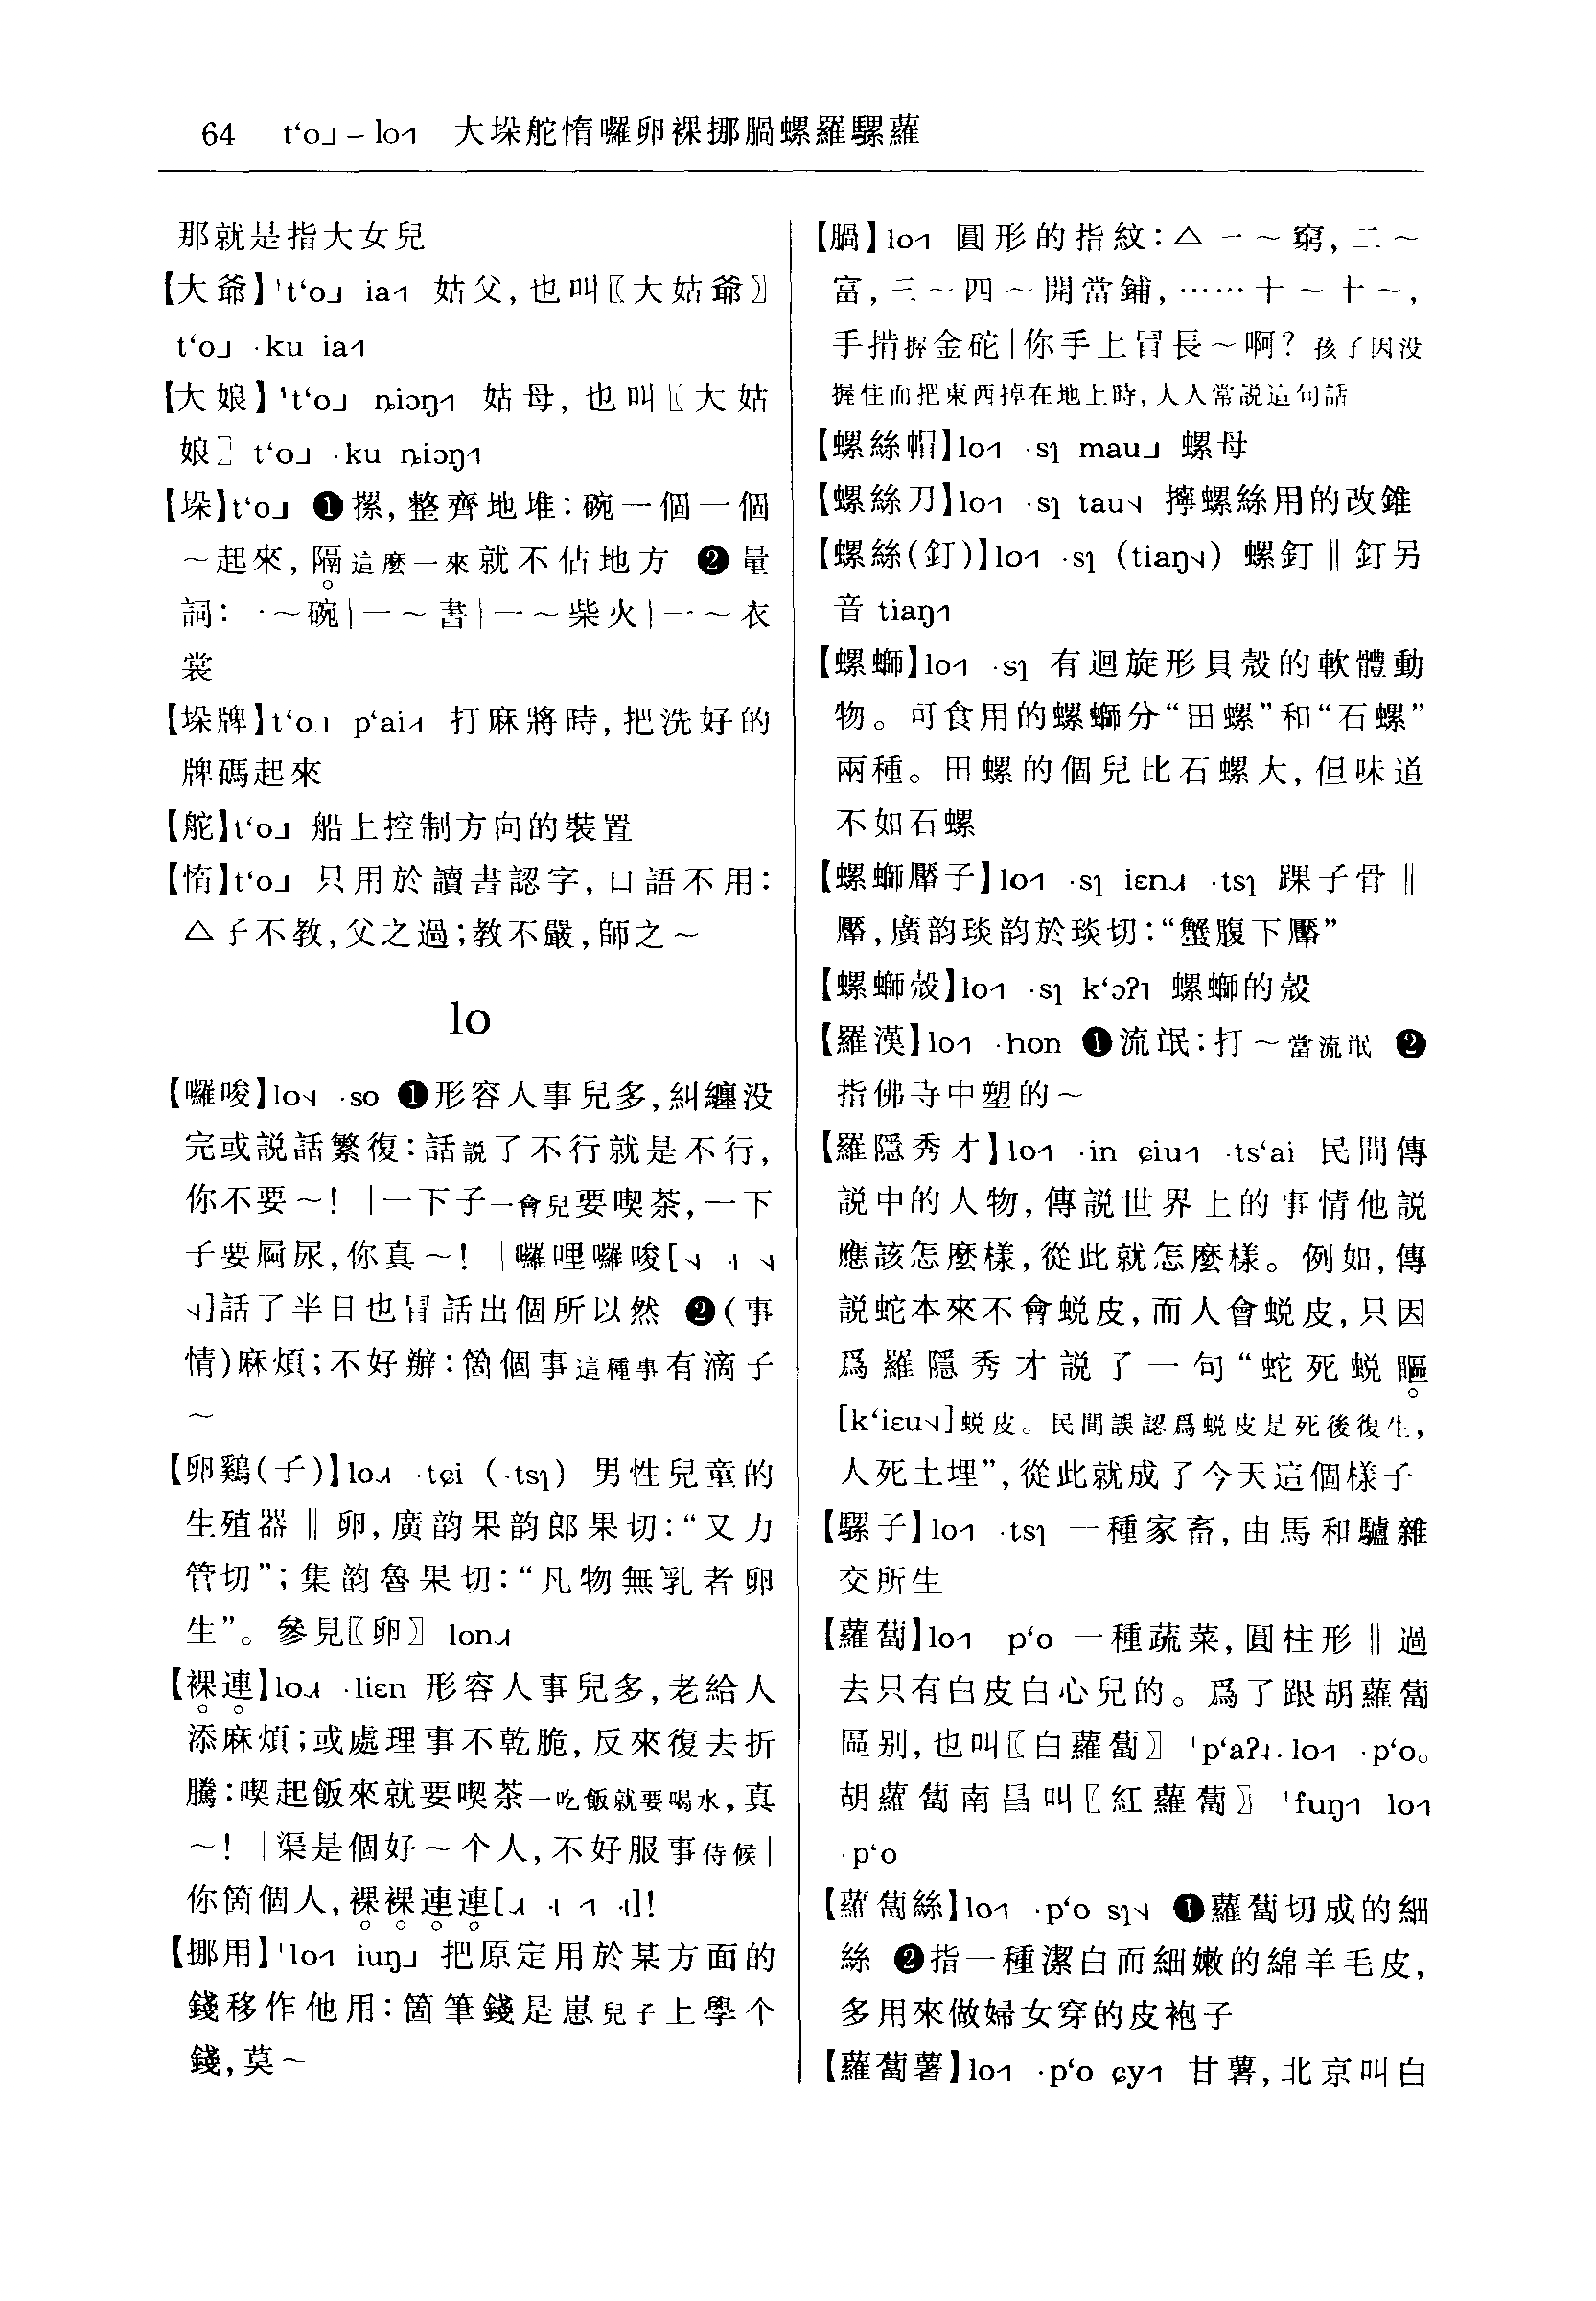 64 t‘o˩ – lo˧˥ 大垛舵惰囉卵裸挪腡螺羅騾蘿
那就是指大女兒
【大爺】ˈt‘o˩ ia˧˥ 姑父,也叫〖大姑爺〗
t‘o˩ ·ku ia˧˥
【大娘】ˈt‘o˩ ȵiɔŋ˧˥ 姑母,也叫〖大姑
娘〗 t‘o˩ ·ku ȵiɔŋ˧˥
【垛】t‘o˩ ❶摞,整齊地堆:碗一個一個
~起來,隔這麼一來就不佔地方 ❷量
詞:一~碗|一~書|一~柴火|一~衣
裳
【垛牌】t‘o˩ p‘ai˨˦ 打麻將時,把洗好的
牌碼起來
【舵】t‘o˩ 船上控制方向的裝置
【惰】t‘o˩ 只用於讀書認字,口語不用:
△子不教,父之過;教不嚴,師之~
lo
【囉唆】lo˦˨ ·so ❶形容人事兒多,糾纏没
完或説話繁復:話説了不行就是不行,
你不要~! |一下子一會兒要喫茶,一下
子要屙尿,你真~! |囉哩囉唆[˦˨ ·˧ ˦˨
˦˨]話了半日也冒話出個所以然 ❷(事
情)麻煩;不好辦:箇個事這種事有滴子
~
【卵鷄(子)】lo˨˩˧ ·tɕi (·tsɿ) 男性兒童的
生殖器 ‖ 卵,廣韵果韵郎果切:“又力
管切”;集韵魯果切:“凡物無乳者卵
生”。參見〖卵〗 lon˨˩˧
【裸連】lo˨˩˧ ·liɛn 形容人事兒多,老給人
添麻煩;或處理事不乾脆,反來復去折
騰:喫起飯來就要喫茶一吃飯就要喝水,真
~! |渠是個好~个人,不好服事侍候|
你箇個人,裸裸連連[˨˩˧ ·˨ ˧˥ ·˨]!
【挪用】ˈlo˧˥ iuŋ˩ 把原定用於某方面的
錢移作他用:箇筆錢是崽兒子上學个
錢,莫~
【腡】lo˧˥ 圓形的指紋:△一~窮,二~
富,三~四~開當鋪,……十~十~,
手揹握金砣|你手上冒長~啊?孩子因没
握住而把東西掉在地上時,人人常説這句話
【螺絲帽】lo˧˥ ·sɿ mau˩ 螺母
【螺絲刀】lo˧˥ ·sɿ tau˦˨ 擰螺絲用的改錐
【螺絲(釘)】lo˧˥ ·sɿ (tiaŋ˦˨) 螺釘 ‖ 釘另
音 tiaŋ˧˥
【螺螄】lo˧˥ ·sɿ 有迴旋形貝殼的軟體動
物。可食用的螺螄分“田螺”和“石螺”
兩種。田螺的個兒比石螺大,但味道
不如石螺
【螺螄厴子】lo˧˥ ·sɿ iɛn˨˩˧ ·tsɿ 踝子骨 ‖
厴,廣韵琰韵於琰切:“蟹腹下厴”
【螺螄殼】lo˧˥ ·sɿ k‘ɔʔ˥ 螺螄的殼
【羅漢】lo˧˥ ·hon ❶流氓:打~當流氓 ❷
指佛寺中塑的~
【羅隱秀才】lo˧˥ ·in ɕiu˧˥ ·ts‘ai 民間傳
説中的人物,傳説世界上的事情他説
應該怎麼樣,從此就怎麼樣。例如,傳
説蛇本來不會蜕皮,而人會蜕皮,只因
爲羅隱秀才説了一句“蛇死蜕瞘
[k‘iɛu˦˨]蜕皮。民間誤認爲蜕皮是死後復生,
人死土埋”,從此就成了今天這個樣子
【騾子】lo˧˥ ·tsɿ 一種家畜,由馬和驢雜
交所生
【蘿蔔】lo˧˥ p‘o 一種蔬菜,圓柱形 ‖ 過
去只有白皮白心兒的。爲了跟胡蘿蔔
區别,也叫〖白蘿蔔〗 ˈp‘aʔ˨·lo˧˥ ·p‘o。
胡蘿蔔南昌叫〖紅蘿蔔〗 ˈfuŋ˧˥ lo˧˥
·p‘o
【蘿蔔絲】lo˧˥ ·p‘o sɿ˦˨ ❶蘿蔔切成的細
絲 ❷指一種潔白而細嫩的綿羊毛皮,
多用來做婦女穿的皮袍子
【蘿蔔薯】lo˧˥ ·p‘o ɕy˧˥ 甘薯,北京叫白